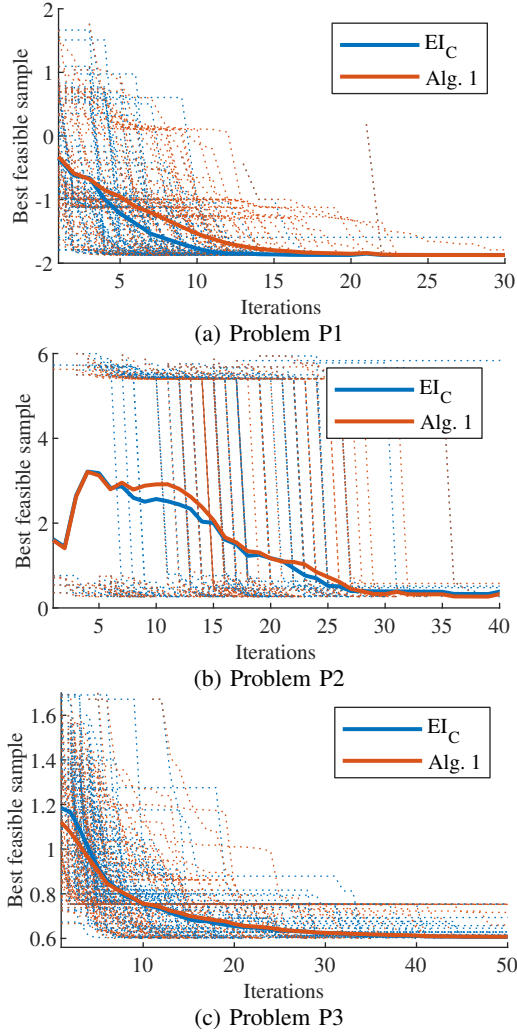 2
1
0
-1
-2
Best feasible sample
EI_C
Alg. 1
5 10 15 20 25 30
Iterations
(a) Problem P1
6
4
2
0
Best feasible sample
EI_C
Alg. 1
5 10 15 20 25 30 35 40
Iterations
(b) Problem P2
1.6
1.4
1.2
1
0.8
0.6
Best feasible sample
EI_C
Alg. 1
10 20 30 40 50
Iterations
(c) Problem P3